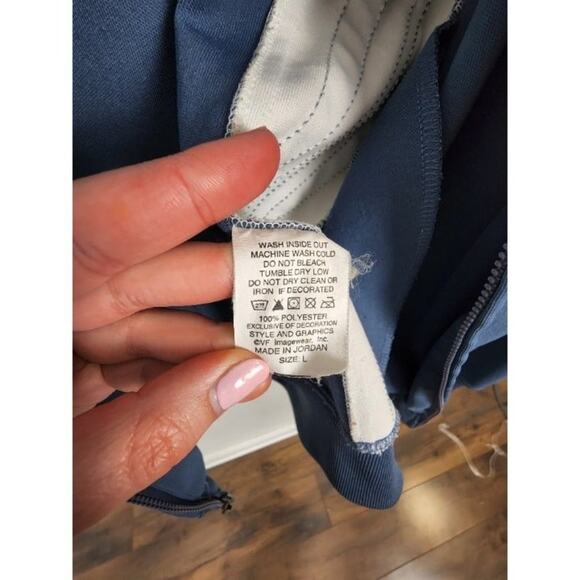 WASH INSIDE OUT
MACHINE WASH COLD
DO NOT BLEACH
TUMBLE DRY LOW
DO NOT DRY CLEAN OR
IRON IF DECORATED
100% POLYESTER
EXCLUSIVE OF DECORATION
STYLE AND GRAPHICS
©VF Imagewear, Inc.
MADE IN JORDAN
SIZE: L